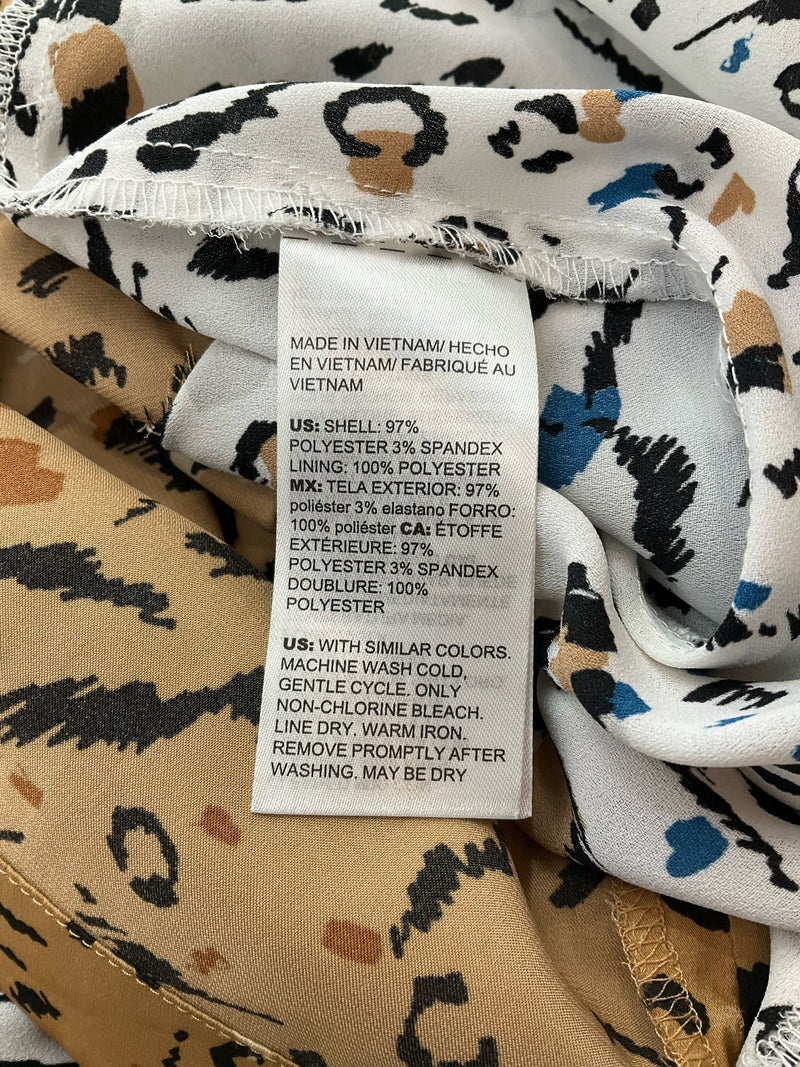 MADE IN VIETNAM/ HECHO
EN VIETNAM/ FABRIQUÉ AU
VIETNAM
US: SHELL: 97%
POLYESTER 3% SPANDEX
LINING: 100% POLYESTER
MX: TELA EXTERIOR: 97%
poliéster 3% elastano FORRO:
100% poliéster CA: ÉTOFFE
EXTÉRIEURE: 97%
POLYESTER 3% SPANDEX
DOUBLURE: 100%
POLYESTER
US: WITH SIMILAR COLORS.
MACHINE WASH COLD,
GENTLE CYCLE. ONLY
NON-CHLORINE BLEACH.
LINE DRY. WARM IRON.
REMOVE PROMPTLY AFTER
WASHING. MAY BE DRY